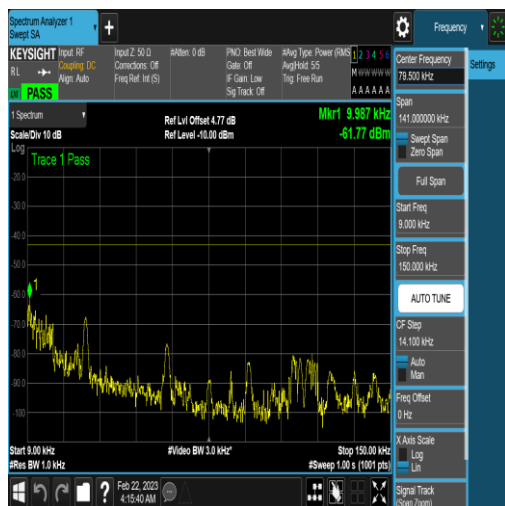 Spectrum Analyzer 1
Swept SA
+
Frequency
KEYSIGHT
RL
PASS
Input: RF
Coupling: DC
Align: Auto
Input Z: 50 Ω
Corrections: Off
Freq Ref: Int (S)
#Atten: 0 dB
PNO: Best Wide
Gate: Off
IF Gain: Low
Sig Track: Off
#Avg Type: Power (RMS
Avg|Hold: 5/5
Trig: Free Run
1 2 3 4 5 6
M w w w w w
A A A A A A
1 Spectrum
Scale/Div 10 dB
Ref Lvl Offset 4.77 dB
Ref Level -10.00 dBm
Mkr1 9.987 kHz
-61.77 dBm
Log
Trace 1 Pass
-20.0
-30.0
-40.0
-50.0
-60.0
1
-70.0
-80.0
-90.0
-100
Start 9.00 kHz
#Res BW 1.0 kHz
#Video BW 3.0 kHz*
Stop 150.00 kHz
#Sweep 1.00 s (1001 pts)
?
Feb 22, 2023
4:15:40 AM
Center Frequency
79.500 kHz
Settings
Span
141.000000 kHz
Swept Span
Zero Span
Full Span
Start Freq
9.000 kHz
Stop Freq
150.000 kHz
AUTO TUNE
CF Step
14.100 kHz
Auto
Man
Freq Offset
0 Hz
X Axis Scale
Log
Lin
Signal Track
(Span Zoom)